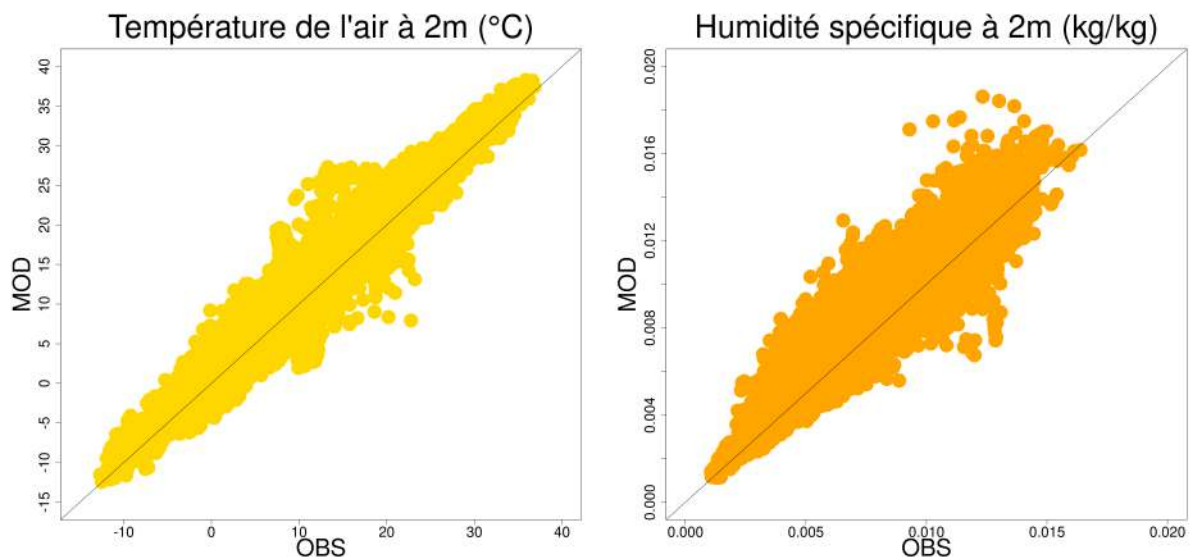 Température de l'air à 2m (°C)
40
35
30
25
20
15
10
5
0
-5
-10
-15
MOD
-10 0 10 20 30 40
OBS
Humidité spécifique à 2m (kg/kg)
0.020
0.016
0.012
0.008
0.004
0.000
MOD
0.000 0.005 0.010 0.015 0.020
OBS